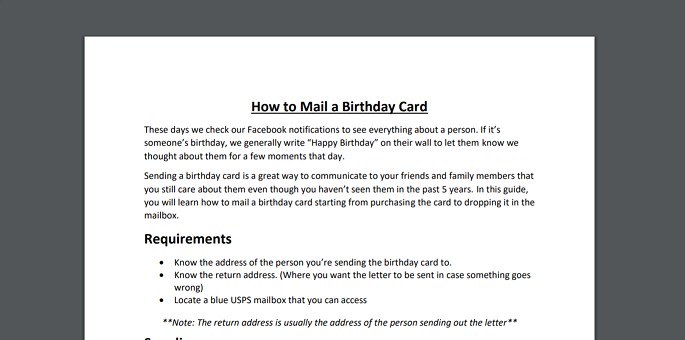 How to Mail a Birthday Card
These days we check our Facebook notifications to see everything about a person. If it's
someone's birthday, we generally write "Happy Birthday" on their wall to let them know we
thought about them for a few moments that day.
Sending a birthday card is a great way to communicate to your friends and family members that
you still care about them even though you haven't seen them in the past 5 years. In this guide,
you will learn how to mail a birthday card starting from purchasing the card to dropping it in the
mailbox.
Requirements
• Know the address of the person you're sending the birthday card to.
• Know the return address. (Where you want the letter to be sent in case something goes
wrong)
• Locate a blue USPS mailbox that you can access
**Note: The return address is usually the address of the person sending out the letter**